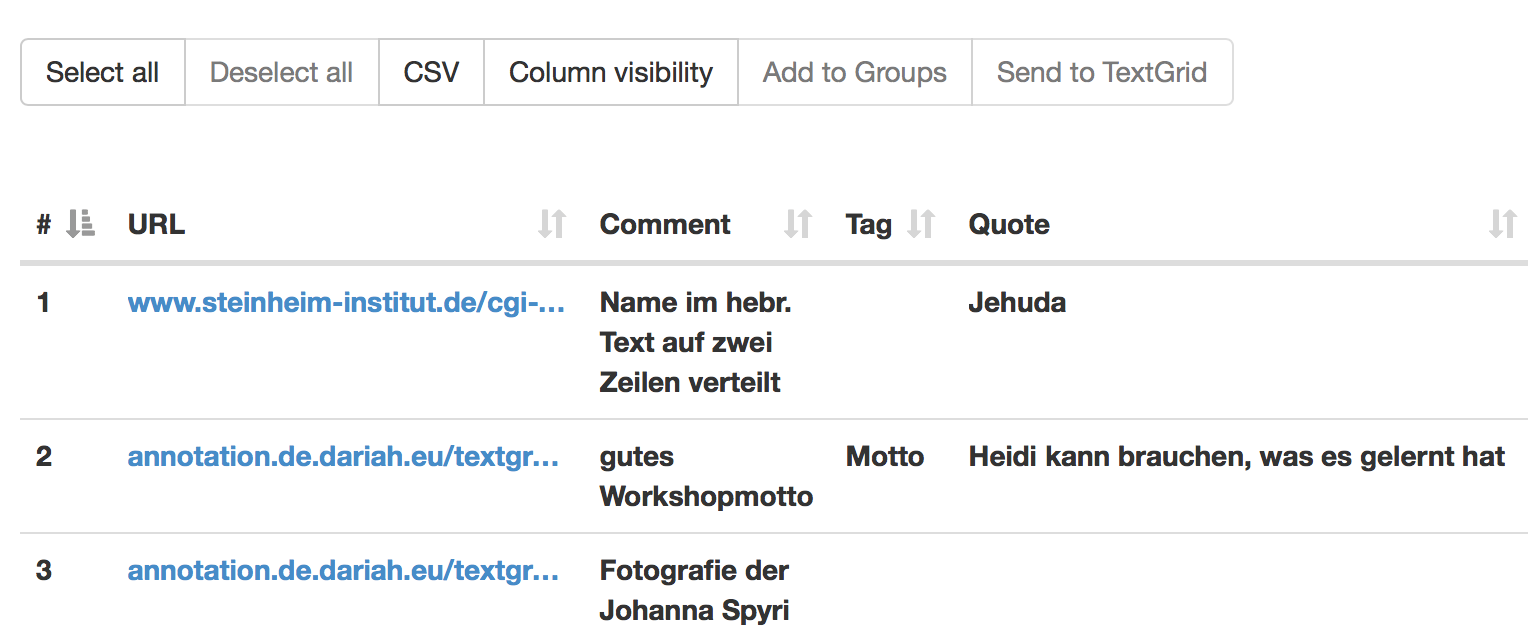 Select all Deselect all CSV Column visibility Add to Groups Send to TextGrid
# URL Comment Tag Quote
1 www.steinheim-institut.de/cgi-... Name im hebr. Jehuda
Text auf zwei
Zeilen verteilt
2 annotation.de.dariah.eu/textgr... gutes Motto Heidi kann brauchen, was es gelernt hat
Workshopmotto
3 annotation.de.dariah.eu/textgr... Fotografie der
Johanna Spyri